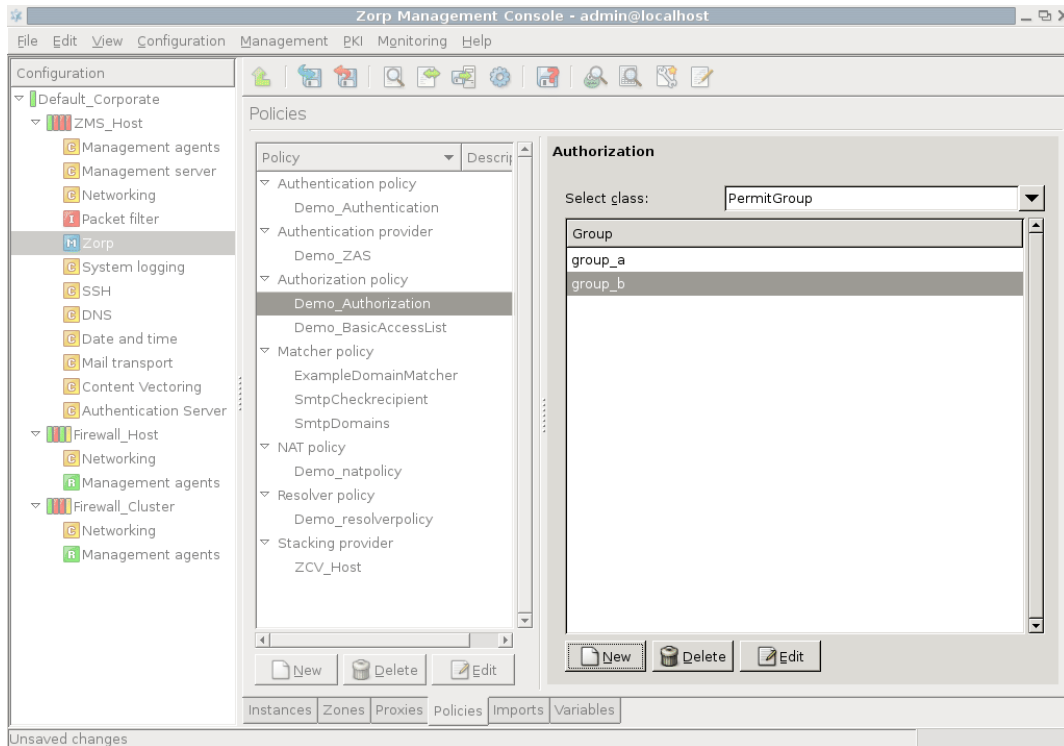 Zorp Management Console - admin@localhost
File Edit View Configuration Management PKI Monitoring Help
Configuration
Default_Corporate
ZMS_Host
Management agents
Management server
Networking
Packet filter
Zorp
System logging
SSH
DNS
Date and time
Mail transport
Content Vectoring
Authentication Server
Firewall_Host
Networking
Management agents
Firewall_Cluster
Networking
Management agents
Policies
Policy Descrip
Authentication policy
Demo_Authentication
Authentication provider
Demo_ZAS
Authorization policy
Demo_Authorization
Demo_BasicAccessList
Matcher policy
ExampleDomainMatcher
SmtpCheckrecipient
SmtpDomains
NAT policy
Demo_natpolicy
Resolver policy
Demo_resolverpolicy
Stacking provider
ZCV_Host
New Delete Edit
Authorization
Select class: PermitGroup
Group
group_a
group_b
New Delete Edit
Instances Zones Proxies Policies Imports Variables
Unsaved changes